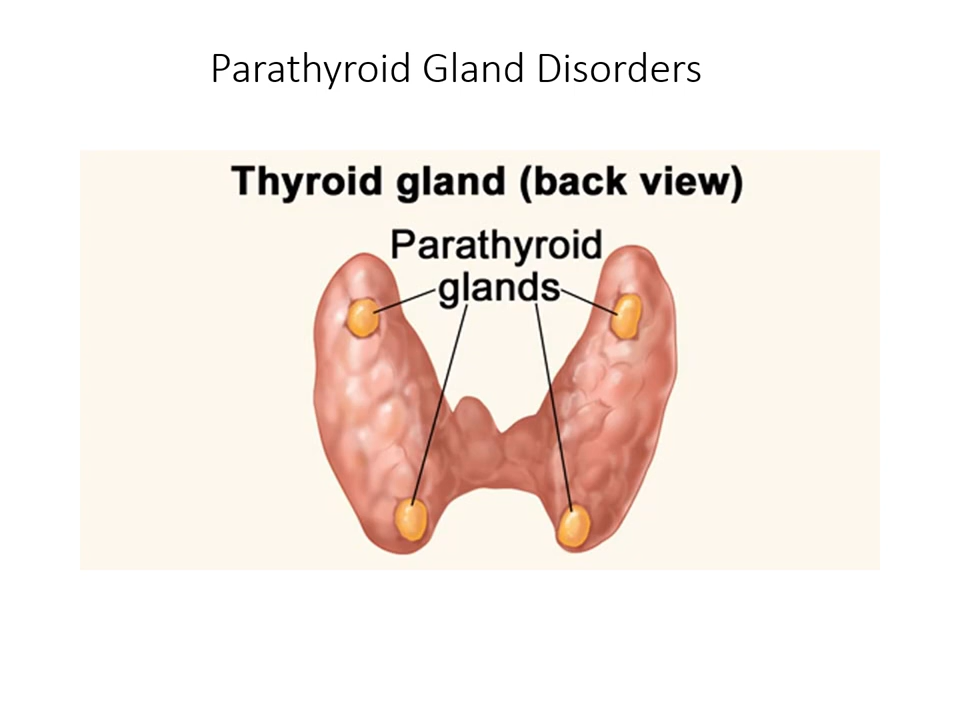 Parathyroid Gland Disorders
Thyroid gland (back view)
Parathyroid
glands